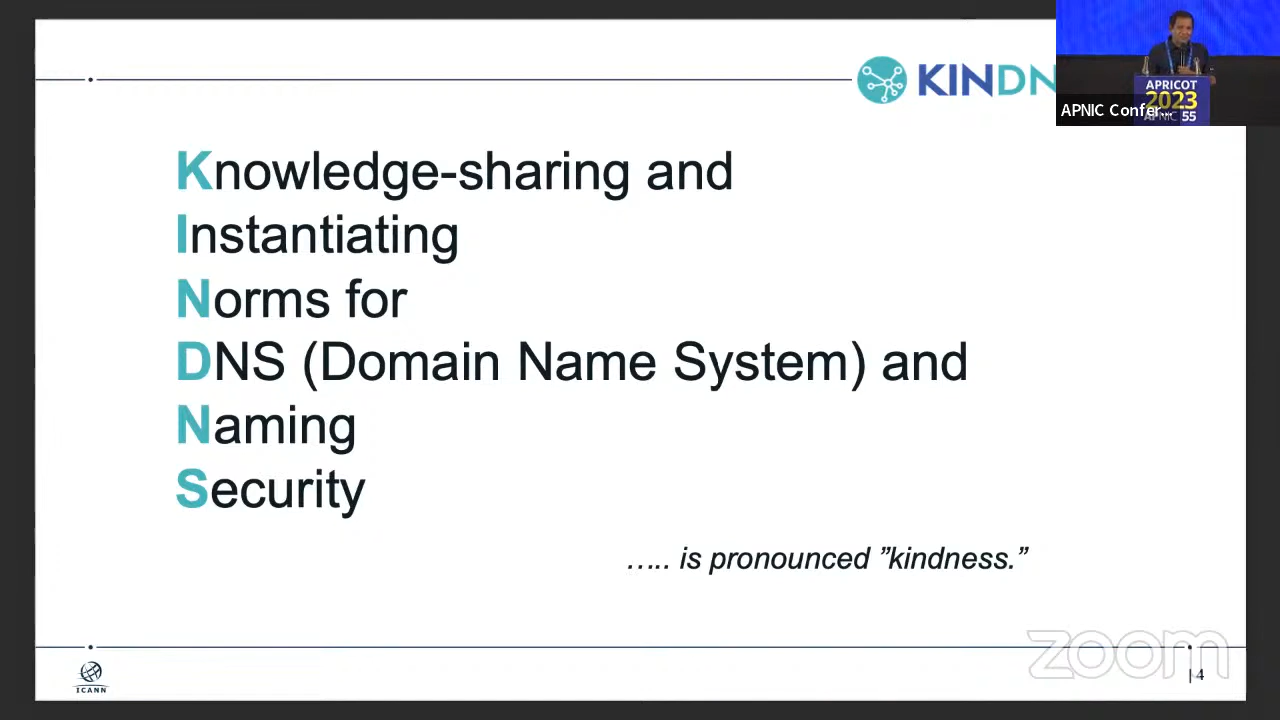 KINDN
APRICOT
2023
APNIC 55
APNIC Confer...
Knowledge-sharing and
Instantiating
Norms for
DNS (Domain Name System) and
Naming
Security
….. is pronounced ”kindness.”
zoom
ICANN
| 4